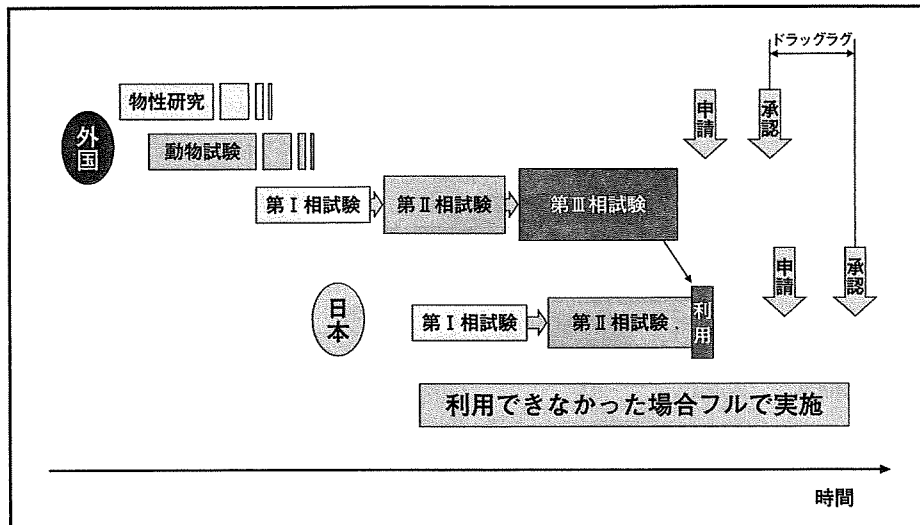 ドラッグラグ
物性研究
申請
承認
外国
動物試験
第Ⅰ相試験
第Ⅱ相試験
第Ⅲ相試験
申請
承認
日本
第Ⅰ相試験
第Ⅱ相試験
利用
利用できなかった場合フルで実施
時間